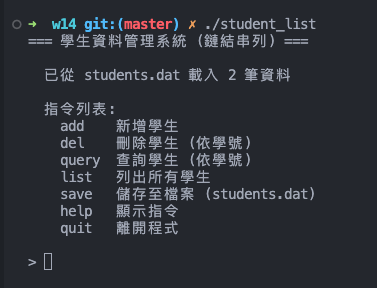 ➜ w14 git:(master) ✗ ./student_list
=== 學生資料管理系統 (鏈結串列) ===
已從 students.dat 載入 2 筆資料
指令列表:
add 新增學生
del 刪除學生 (依學號)
query 查詢學生 (依學號)
list 列出所有學生
save 儲存至檔案 (students.dat)
help 顯示指令
quit 離開程式
>